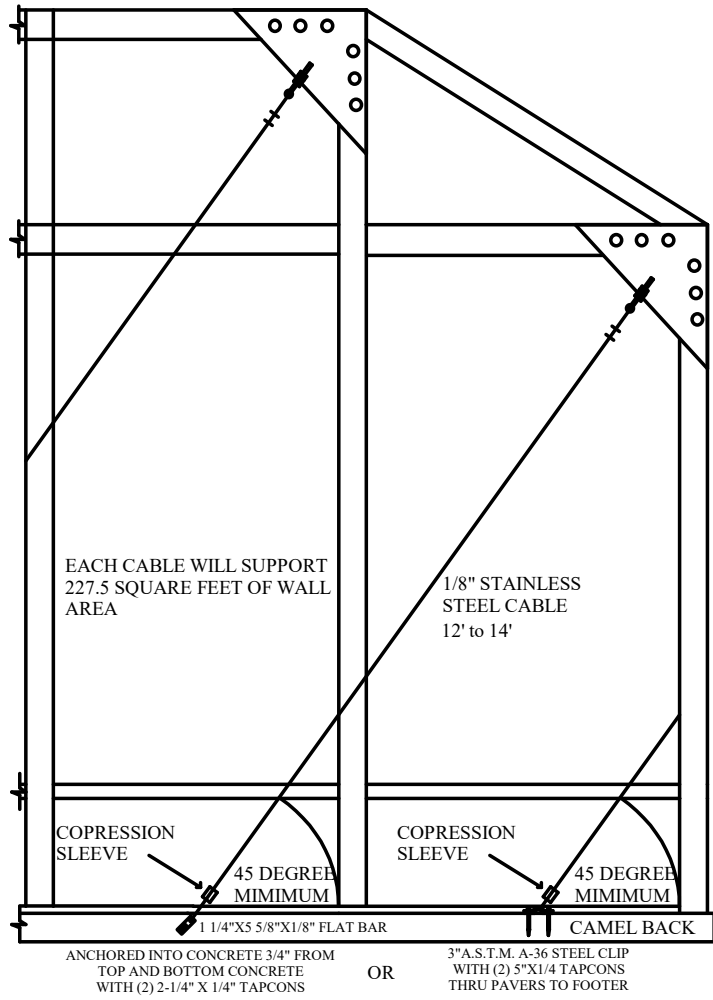 EACH CABLE WILL SUPPORT
227.5 SQUARE FEET OF WALL
AREA
1/8" STAINLESS
STEEL CABLE
12' to 14'
COPRESSION
SLEEVE
45 DEGREE
MIMIMUM
COPRESSION
SLEEVE
45 DEGREE
MIMIMUM
1 1/4"X5 5/8"X1/8" FLAT BAR
CAMEL BACK
ANCHORED INTO CONCRETE 3/4" FROM
TOP AND BOTTOM CONCRETE
WITH (2) 2-1/4" X 1/4" TAPCONS
OR
3"A.S.T.M. A-36 STEEL CLIP
WITH (2) 5"X1/4 TAPCONS
THRU PAVERS TO FOOTER